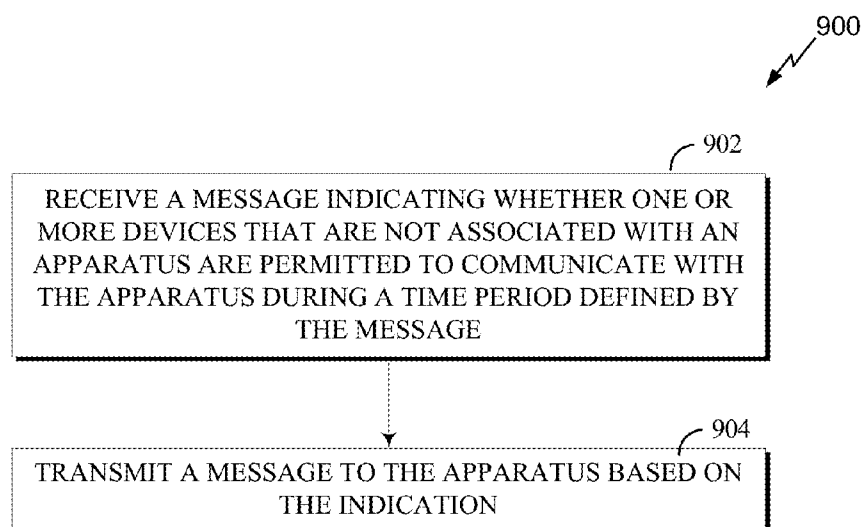 900
902
RECEIVE A MESSAGE INDICATING WHETHER ONE OR
MORE DEVICES THAT ARE NOT ASSOCIATED WITH AN
APPARATUS ARE PERMITTED TO COMMUNICATE WITH
THE APPARATUS DURING A TIME PERIOD DEFINED BY
THE MESSAGE
904
TRANSMIT A MESSAGE TO THE APPARATUS BASED ON
THE INDICATION